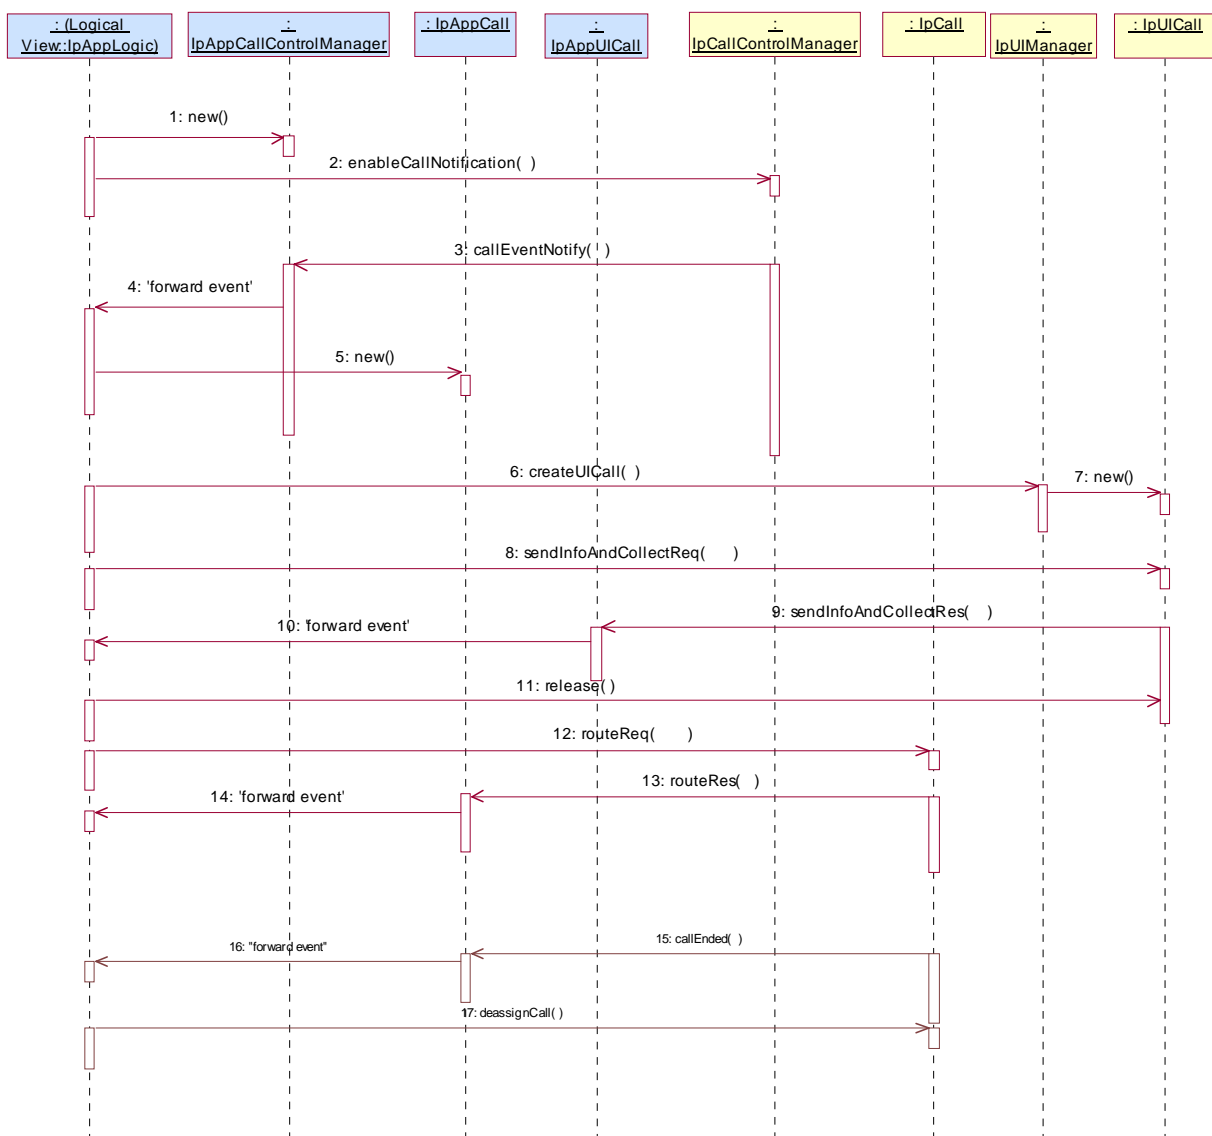 : (Logical
View::IpAppLogic)
:
IpAppCallControlManager
: IpAppCall
:
IpAppUICall
:
IpCallControlManager
: IpCall
:
IpUIManager
: IpUICall
1: new()
2: enableCallNotification( )
3: callEventNotify( )
4: 'forward event'
5: new()
6: createUICall( )
7: new()
8: sendInfoAndCollectReq( )
9: sendInfoAndCollectRes( )
10: 'forward event'
11: release( )
12: routeReq( )
13: routeRes( )
14: 'forward event'
15: callEnded( )
16: "forward event"
17: deassignCall( )